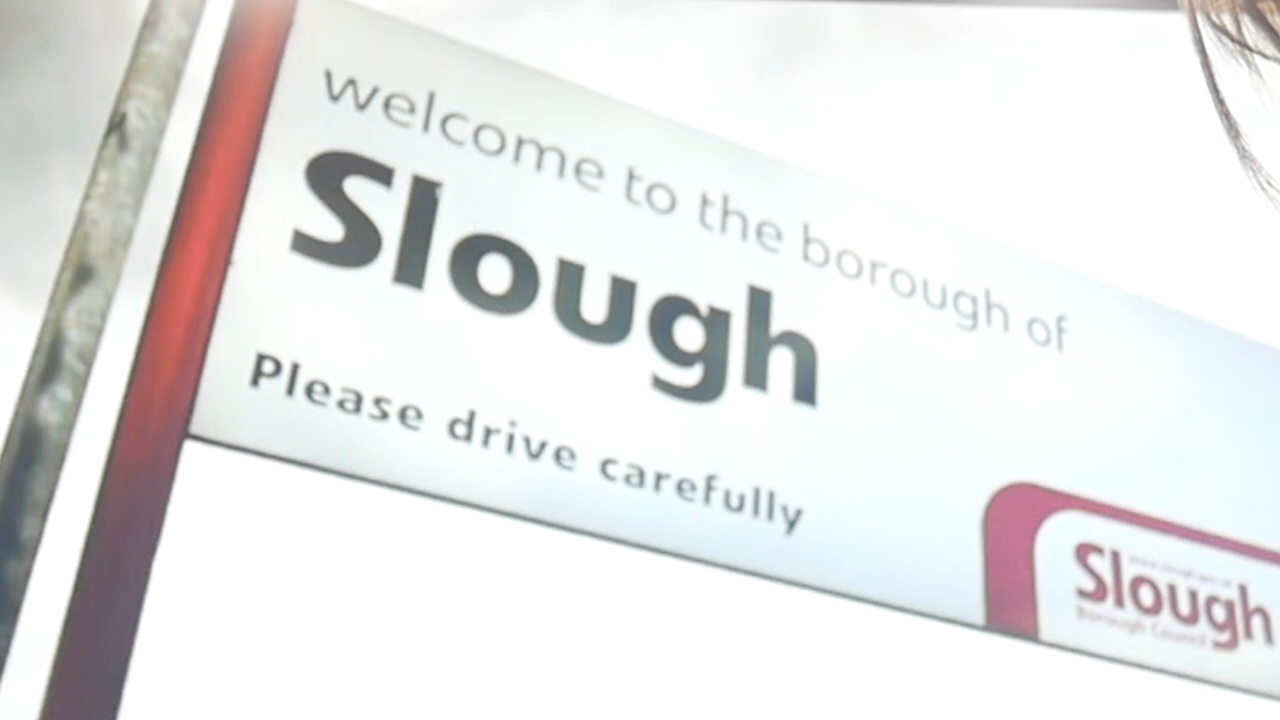 welcome to the borough of
Slough
Please drive carefully
Slough
Borough Council